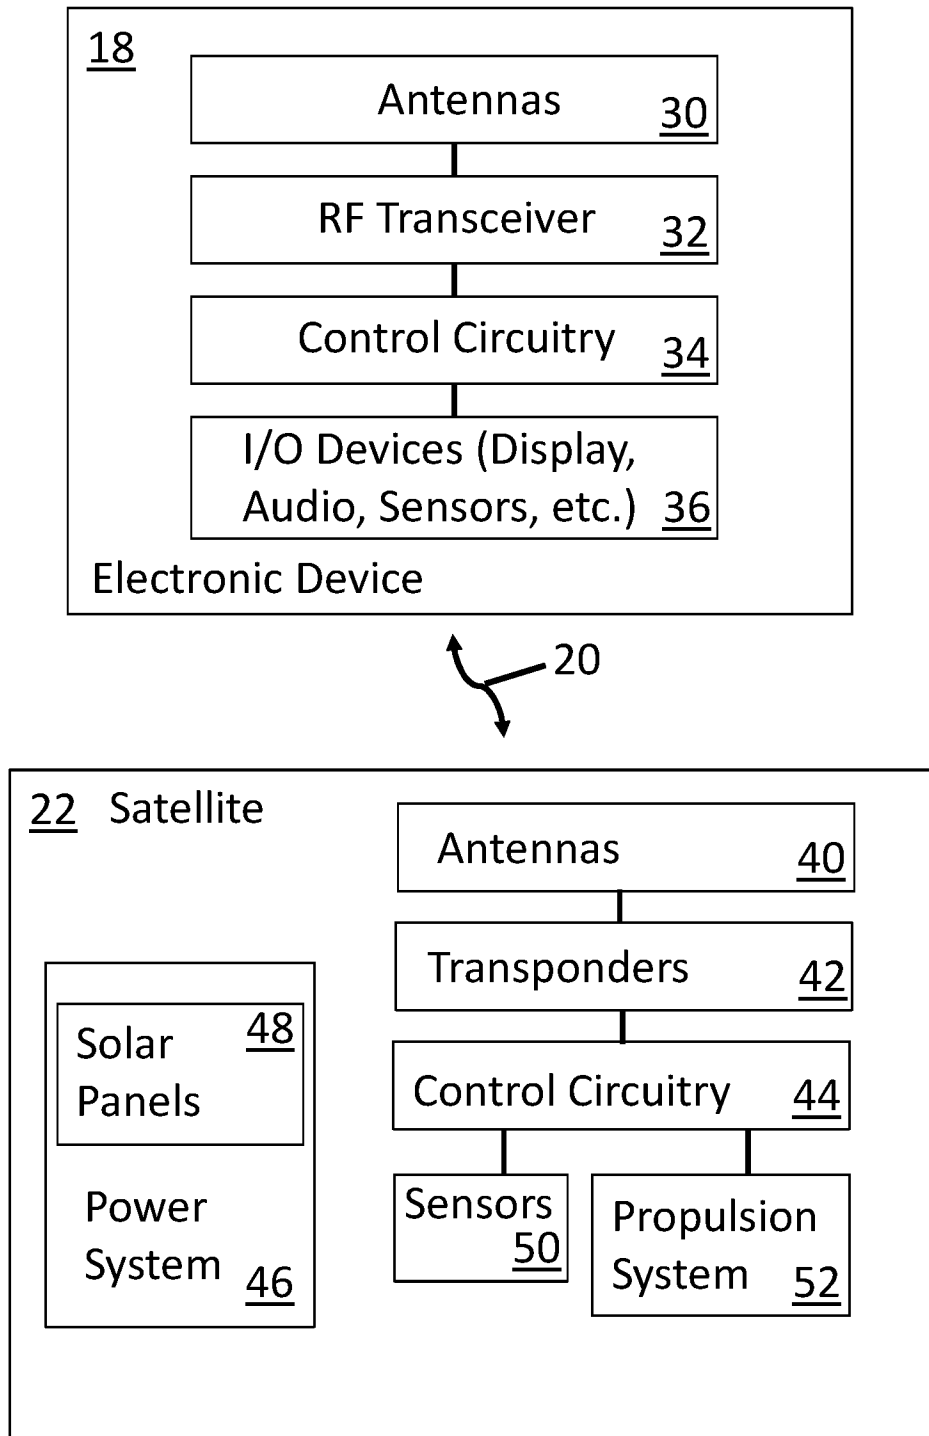 18
Antennas
30
RF Transceiver
32
Control Circuitry
34
I/O Devices (Display,
Audio, Sensors, etc.) 36
Electronic Device
20
22 Satellite
Antennas
40
Transponders
42
Control Circuitry
44
Solar
48
Panels
Power
System
46
Sensors
50
Propulsion
System
52